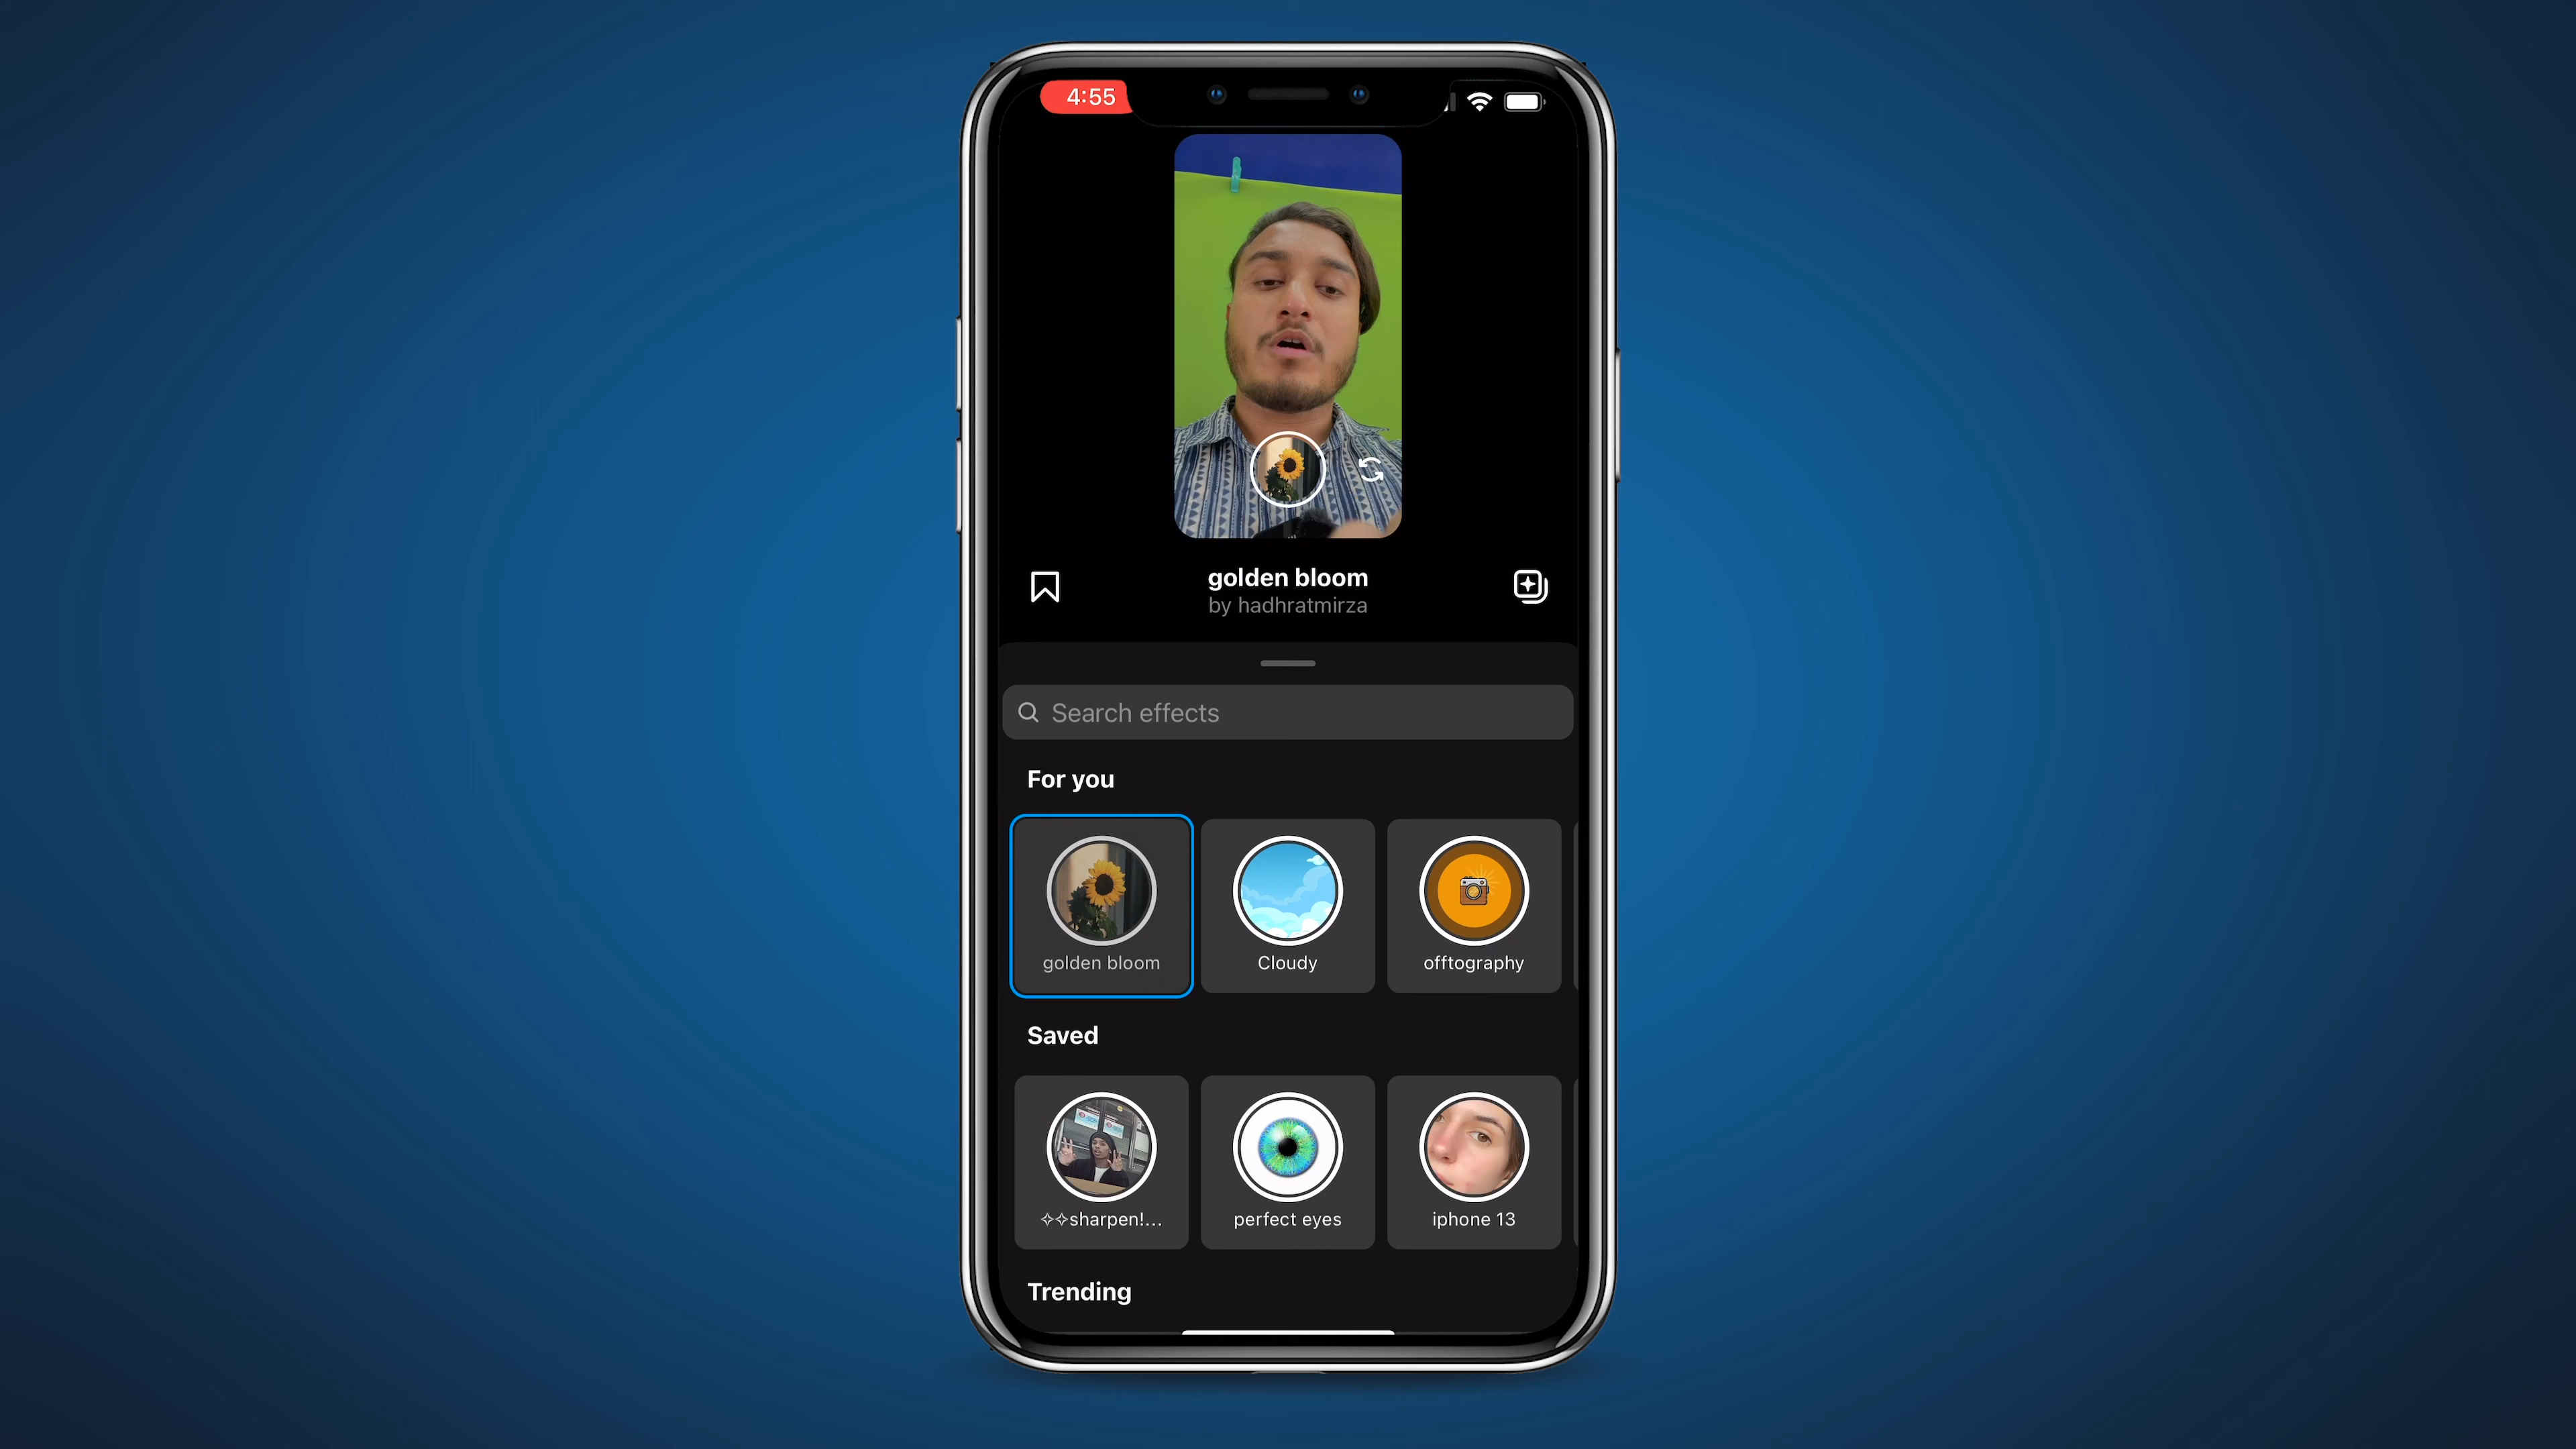 4:55
golden bloom
by hadhratmirza
Search effects
For you
golden bloom
Cloudy
offtography
Saved
✧✧sharpen!...
perfect eyes
iphone 13
Trending